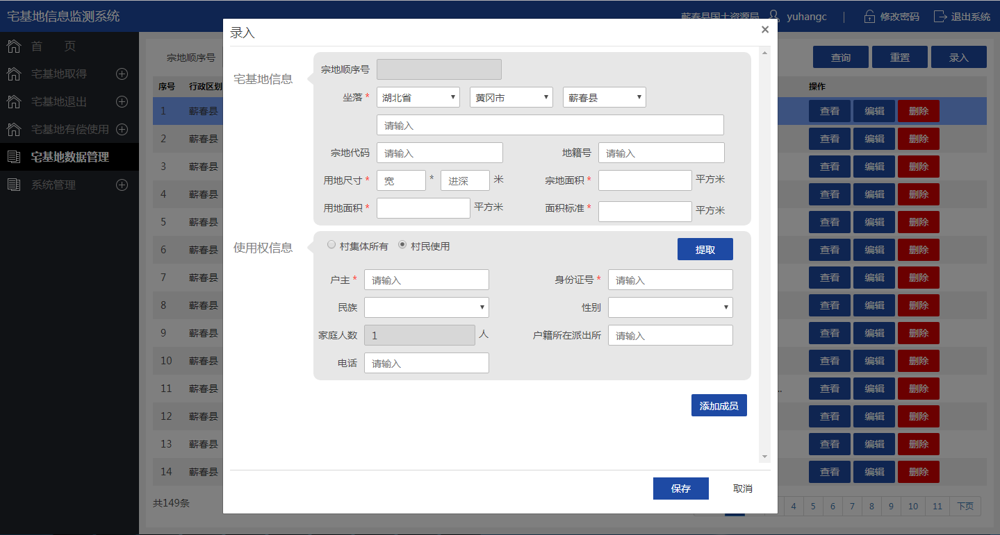 宅基地信息监测系统
蕲春县国土资源局 yuhangc | 修改密码 退出系统
首 页
宅基地取得
宅基地退出
宅基地有偿使用
宅基地数据管理
系统管理
宗地顺序号
查询 重置 录入
序号 行政区划 操作
1 蕲春县 查看 编辑 删除
2 蕲春县 查看 编辑 删除
3 蕲春县 查看 编辑 删除
4 蕲春县 查看 编辑 删除
5 蕲春县 查看 编辑 删除
6 蕲春县 查看 编辑 删除
7 蕲春县 查看 编辑 删除
8 蕲春县 查看 编辑 删除
9 蕲春县 查看 编辑 删除
10 蕲春县 查看 编辑 删除
11 蕲春县 .. 查看 编辑 删除
12 蕲春县 查看 编辑 删除
13 蕲春县 查看 编辑 删除
14 蕲春县 查看 编辑 删除
共149条
4 5 6 7 8 9 10 11 下页
录入 ×
宅基地信息
宗地顺序号
坐落 * 湖北省 黄冈市 蕲春县
请输入
宗地代码 请输入 地籍号 请输入
用地尺寸 * 宽 * 进深 米 宗地面积 * 平方米
用地面积 * 平方米 面积标准 * 平方米
使用权信息
村集体所有 村民使用 提取
户主 * 请输入 身份证号 * 请输入
民族 性别
家庭人数 1 人 户籍所在派出所 请输入
电话 请输入
添加成员
保存 取消